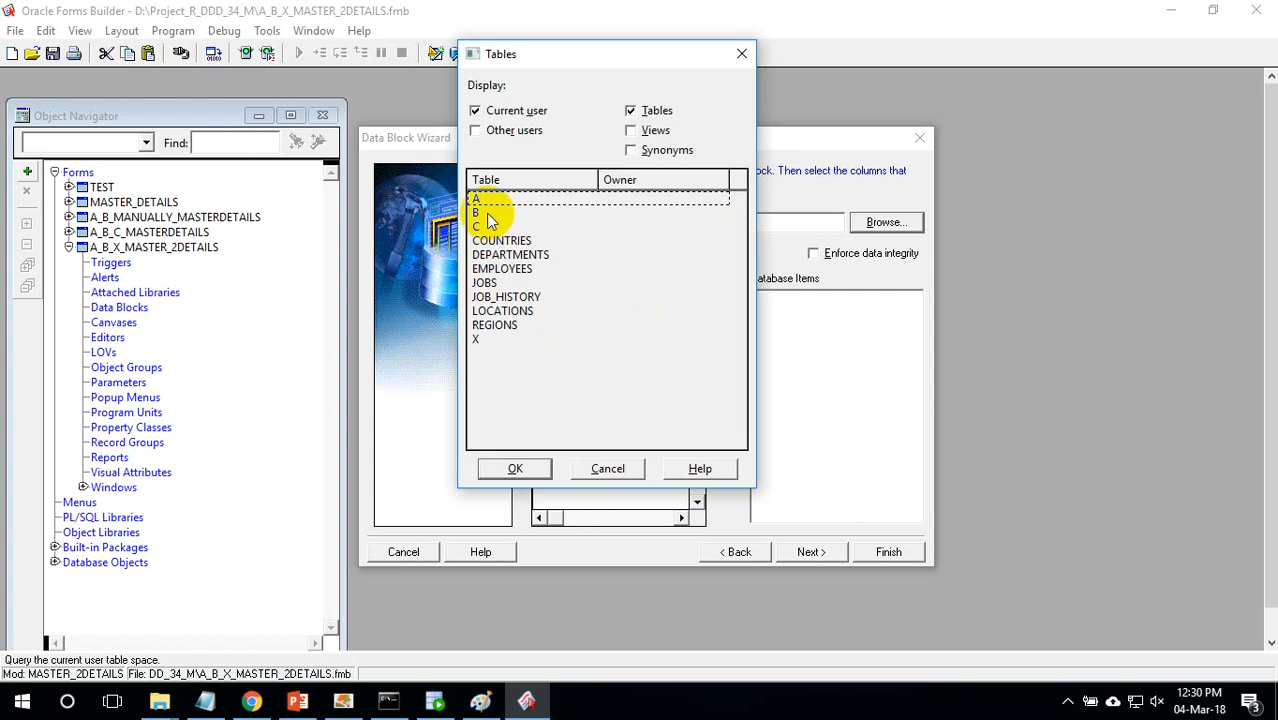 Oracle Forms Builder - D:\Project_R_DDD_34_M\A_B_X_MASTER_2DETAILS.fmb
File Edit View Layout Program Debug Tools Window Help
Object Navigator
Find:
Forms
TEST
MASTER_DETAILS
A_B_MANUALLY_MASTERDETAILS
A_B_C_MASTERDETAILS
A_B_X_MASTER_2DETAILS
Triggers
Alerts
Attached Libraries
Data Blocks
Canvases
Editors
LOVs
Object Groups
Parameters
Popup Menus
Program Units
Property Classes
Record Groups
Reports
Visual Attributes
Windows
Menus
PL/SQL Libraries
Object Libraries
Built-in Packages
Database Objects
Data Block Wizard
ock. Then select the columns that
Browse...
Enforce data integrity
atabase Items
Cancel Help < Back Next > Finish
Tables
Display:
Current user Tables
Other users Views
Synonyms
Table Owner
A
B
C
COUNTRIES
DEPARTMENTS
EMPLOYEES
JOBS
JOB_HISTORY
LOCATIONS
REGIONS
X
OK Cancel Help
Query the current user table space.
Mod: MASTER_2DETAILS File: DD_34_M\A_B_X_MASTER_2DETAILS.fmb
12:30 PM
04-Mar-18
3